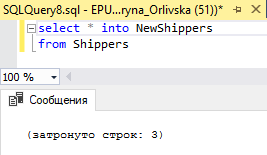 SQLQuery8.sql - EPU...ryna_Orlivska (51))*
select * into NewShippers
from Shippers
100 %
Сообщения
(затронуто строк: 3)